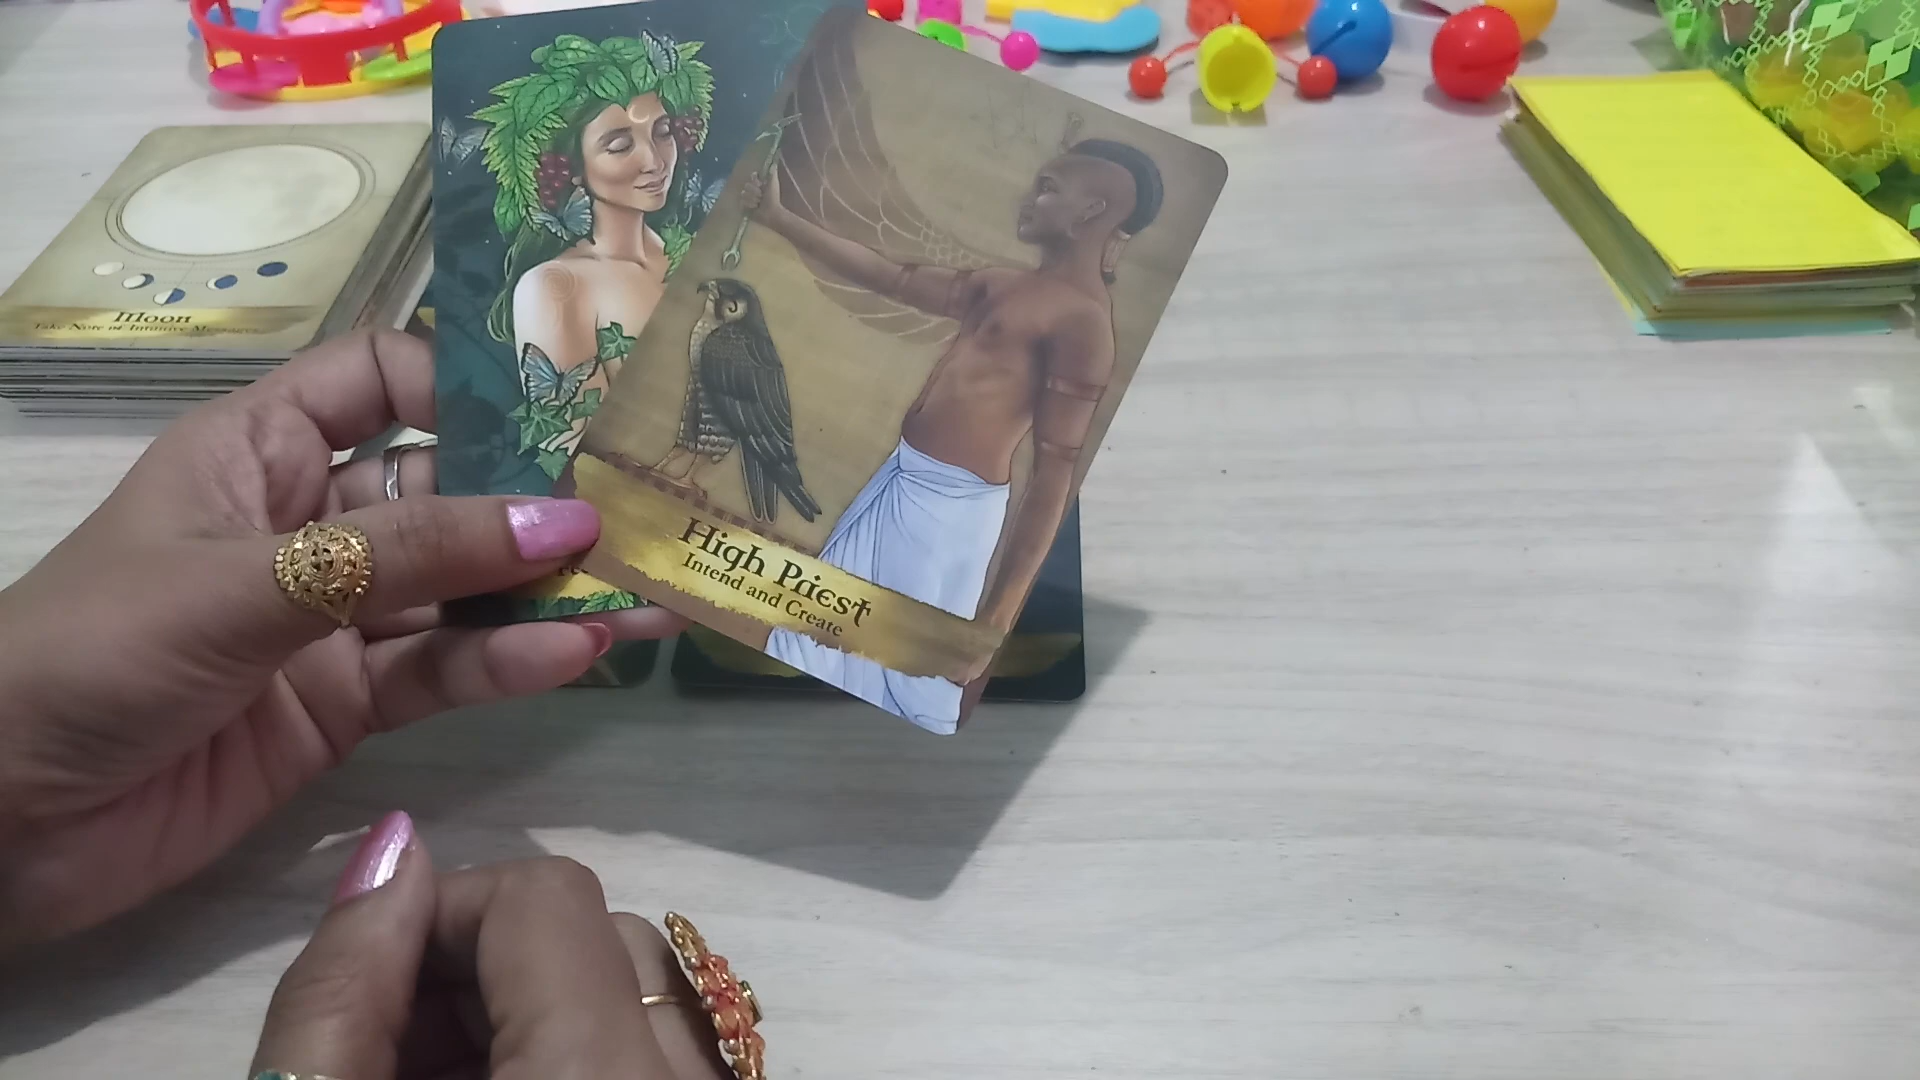 Moon
Take Note of Intuitive Messages
High Priest
Intend and Create